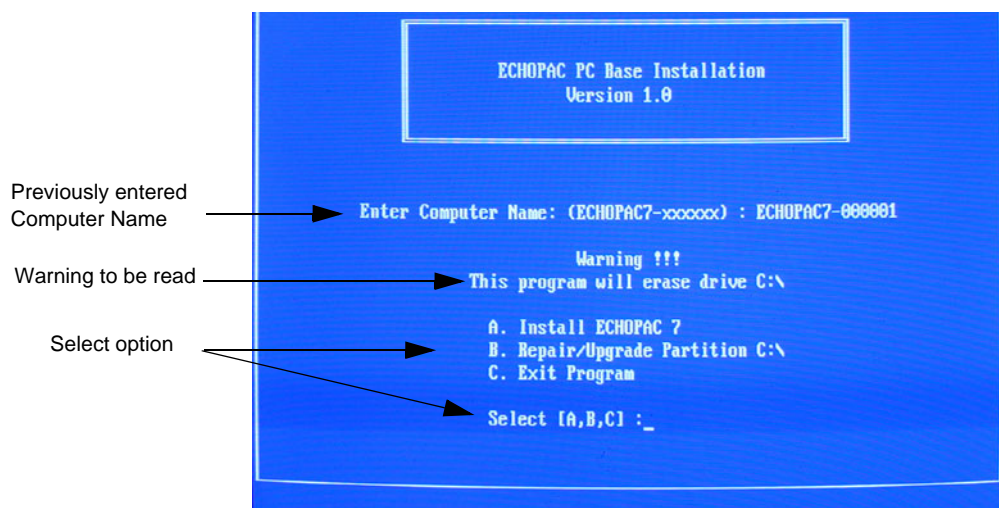 ECHOPAC PC Base Installation
Version 1.0
Previously entered
Computer Name
Enter Computer Name: (ECHOPAC7-xxxxxx) : ECHOPAC7-000001
Warning !!!
Warning to be read
This program will erase drive C:\
A. Install ECHOPAC 7
Select option
B. Repair/Upgrade Partition C:\
C. Exit Program
Select [A,B,C] :_